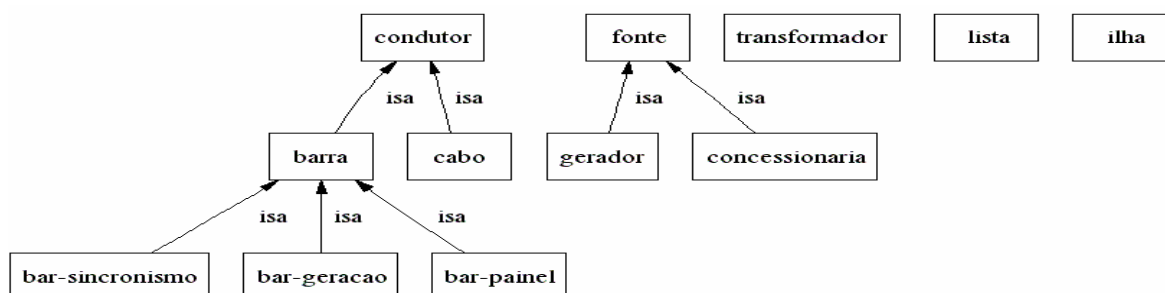 condutor fonte transformador lista ilha
isa isa isa isa
barra cabo gerador concessionaria
isa isa isa
bar-sincronismo bar-geracao bar-painel